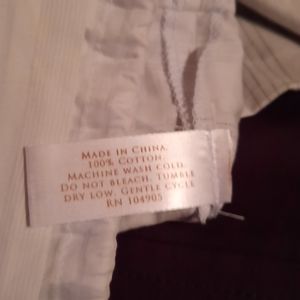 MADE IN CHINA.
100% COTTON.
MACHINE WASH COLD.
DO NOT BLEACH. TUMBLE
DRY LOW. GENTLE CYCLE
RN 104905